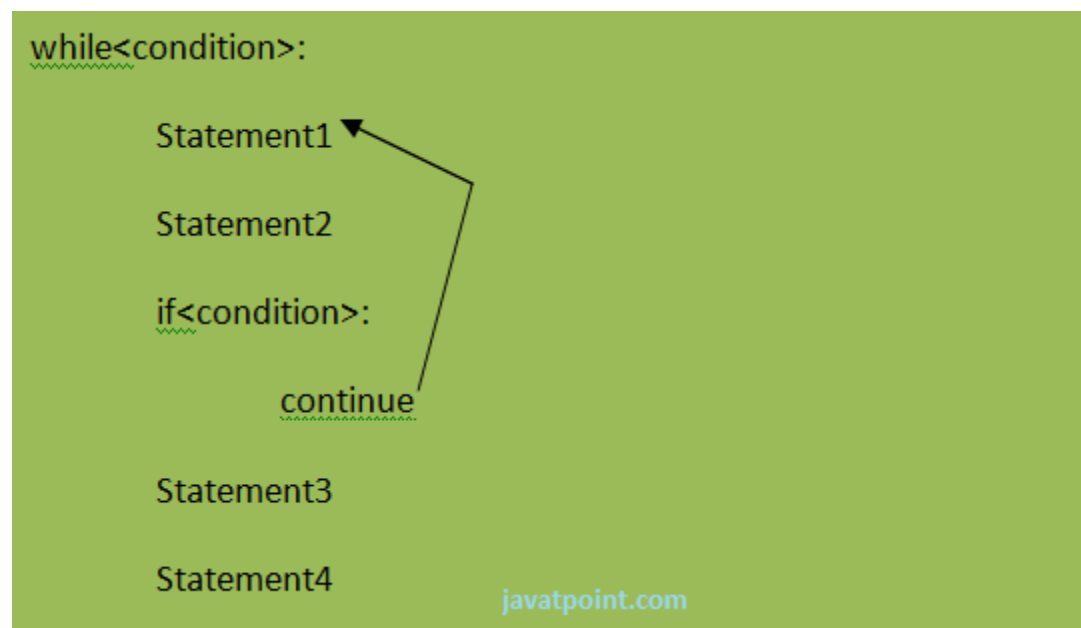 while<condition>:
Statement1
Statement2
if<condition>:
continue
Statement3
Statement4
javatpoint.com